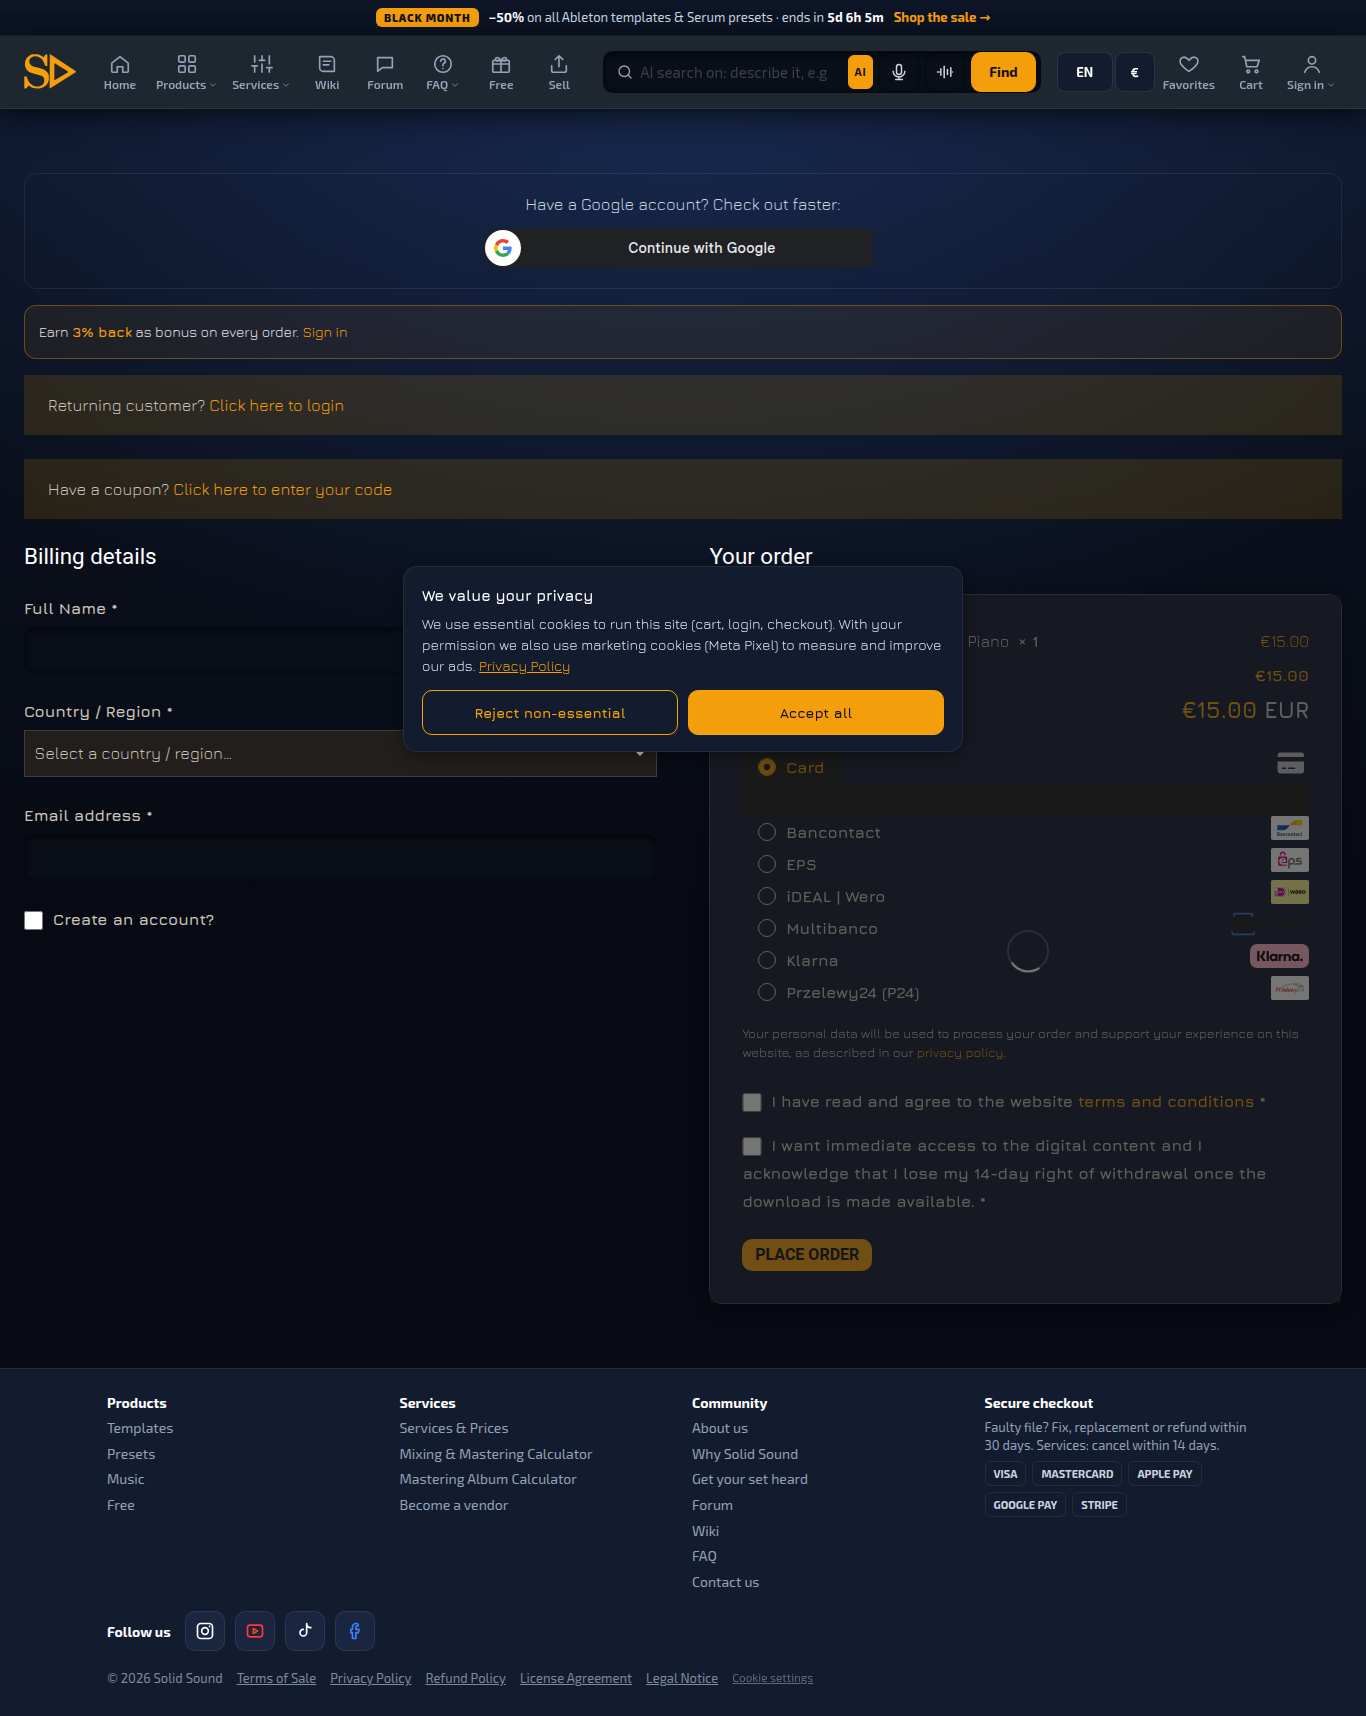 BLACK MONTH −50% on all Ableton templates & Serum presets · ends in 5d 6h 5m Shop the sale →
Home Products Services Wiki Forum FAQ Free Sell AI search on: describe it, e.g AI Find EN € Favorites Cart Sign in
Have a Google account? Check out faster:
Continue with Google
Earn 3% back as bonus on every order. Sign in
Returning customer? Click here to login
Have a coupon? Click here to enter your code
Billing details
Full Name *
Country / Region *
Select a country / region…
Email address *
Create an account?
Your order
We value your privacy
We use essential cookies to run this site (cart, login, checkout). With your
permission we also use marketing cookies (Meta Pixel) to measure and improve
our ads. Privacy Policy
Reject non-essential Accept all
Piano × 1 €15.00
€15.00
€15.00 EUR
Card
Bancontact
EPS
iDEAL | Wero
Multibanco
Klarna Klarna.
Przelewy24 (P24)
Your personal data will be used to process your order and support your experience on this
website, as described in our privacy policy.
I have read and agree to the website terms and conditions *
I want immediate access to the digital content and I
acknowledge that I lose my 14-day right of withdrawal once the
download is made available. *
PLACE ORDER
Products
Templates
Presets
Music
Free
Services
Services & Prices
Mixing & Mastering Calculator
Mastering Album Calculator
Become a vendor
Community
About us
Why Solid Sound
Get your set heard
Forum
Wiki
FAQ
Contact us
Secure checkout
Faulty file? Fix, replacement or refund within
30 days. Services: cancel within 14 days.
VISA MASTERCARD APPLE PAY
GOOGLE PAY STRIPE
Follow us
© 2026 Solid Sound Terms of Sale Privacy Policy Refund Policy License Agreement Legal Notice Cookie settings